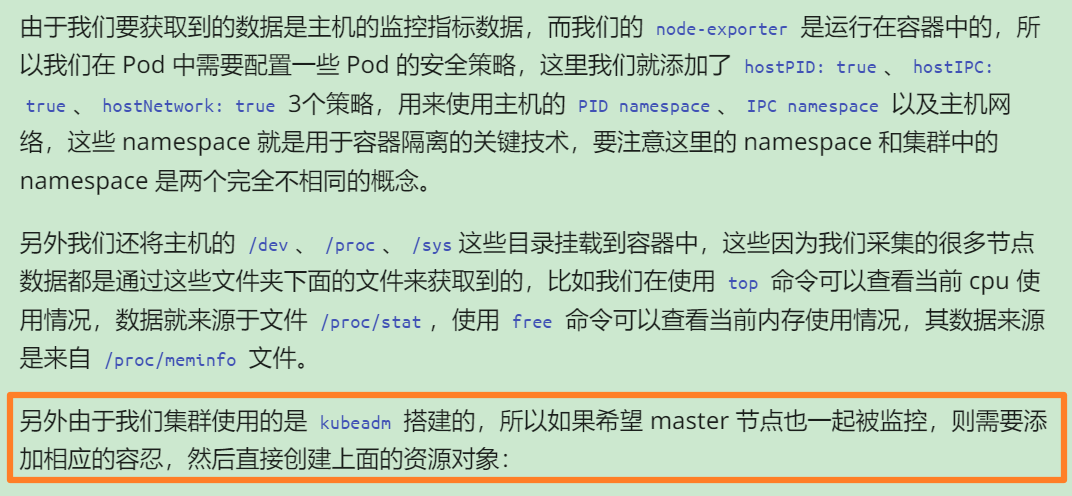 由于我们要获取到的数据是主机的监控指标数据，而我们的 node-exporter 是运行在容器中的，所
以我们在 Pod 中需要配置一些 Pod 的安全策略，这里我们就添加了 hostPID: true 、 hostIPC:
true 、 hostNetwork: true 3个策略，用来使用主机的 PID namespace 、 IPC namespace 以及主机网
络，这些 namespace 就是用于容器隔离的关键技术，要注意这里的 namespace 和集群中的
namespace 是两个完全不相同的概念。
另外我们还将主机的 /dev 、 /proc 、 /sys 这些目录挂载到容器中，这些因为我们采集的很多节点
数据都是通过这些文件夹下面的文件来获取到的，比如我们在使用 top 命令可以查看当前 cpu 使
用情况，数据就来源于文件 /proc/stat ，使用 free 命令可以查看当前内存使用情况，其数据来源
是来自 /proc/meminfo 文件。
另外由于我们集群使用的是 kubeadm 搭建的，所以如果希望 master 节点也一起被监控，则需要添
加相应的容忍，然后直接创建上面的资源对象：